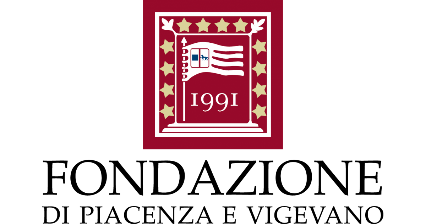 1991
FONDAZIONE
DI PIACENZA E VIGEVANO